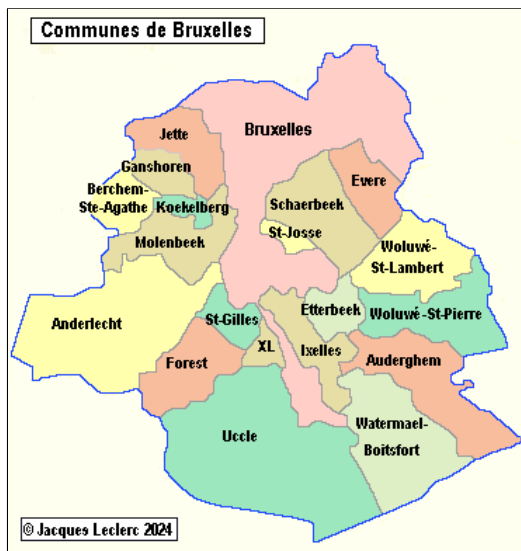 Communes de Bruxelles
Bruxelles
Jette
Ganshoren
Evere
Berchem-
Ste-Agathe
Koekelberg
Schaerbeek
St-Josse
Molenbeek
Woluwé-
St-Lambert
Anderlecht
St-Gilles
Etterbeek
Woluwé-St-Pierre
XL
Ixelles
Forest
Auderghem
Uccle
Watermael-
Boitsfort
© Jacques Leclerc 2024